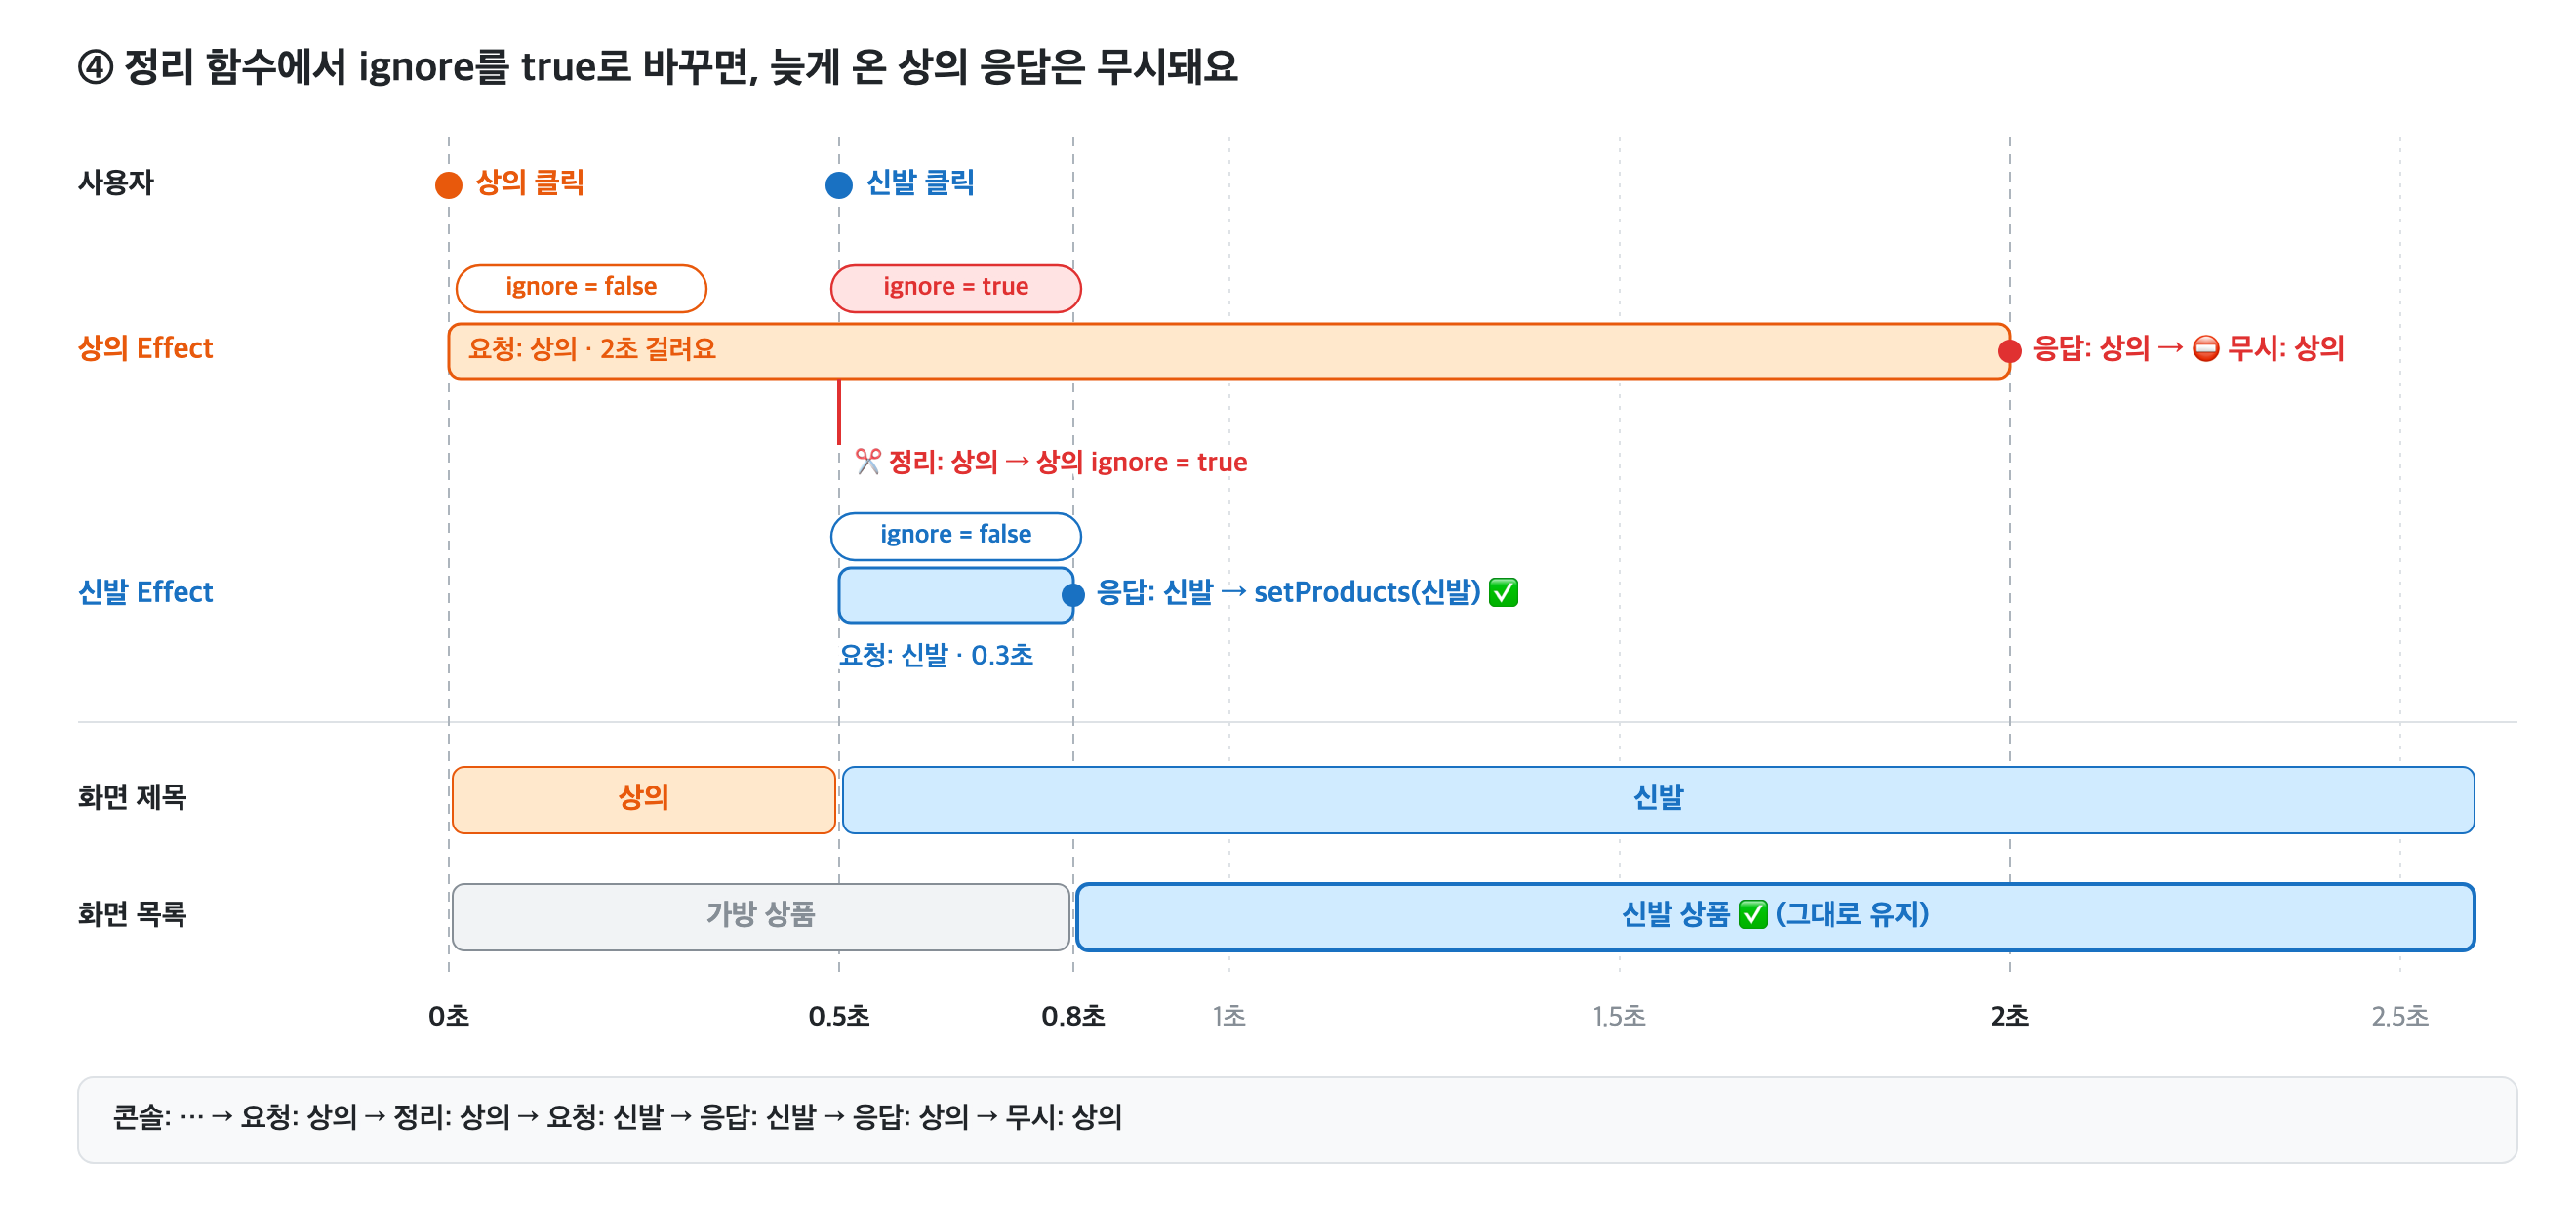 ④ 정리 함수에서 ignore를 true로 바꾸면, 늦게 온 상의 응답은 무시돼요
사용자
상의 클릭
신발 클릭
ignore = false
ignore = true
상의 Effect
요청: 상의 · 2초 걸려요
응답: 상의 → ⛔ 무시: 상의
✂️ 정리: 상의 → 상의 ignore = true
ignore = false
신발 Effect
응답: 신발 → setProducts(신발) ✅
요청: 신발 · 0.3초
화면 제목
상의
신발
화면 목록
가방 상품
신발 상품 ✅ (그대로 유지)
0초
0.5초
0.8초
1초
1.5초
2초
2.5초
콘솔: ⋯ → 요청: 상의 → 정리: 상의 → 요청: 신발 → 응답: 신발 → 응답: 상의 → 무시: 상의